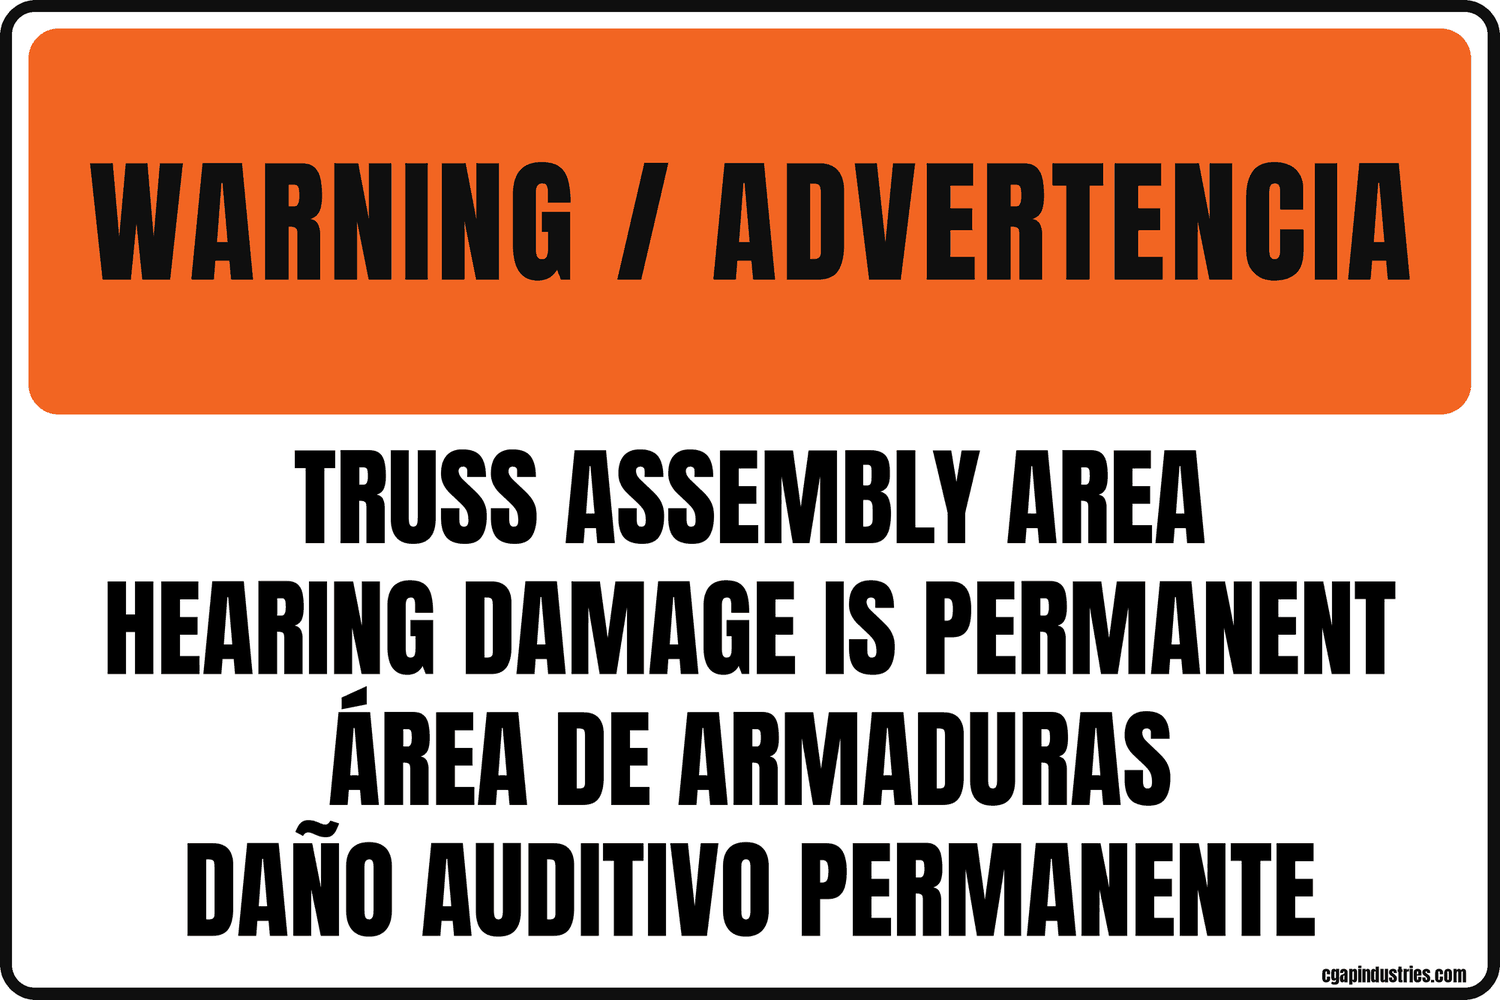 WARNING / ADVERTENCIA
TRUSS ASSEMBLY AREA
HEARING DAMAGE IS PERMANENT
ÁREA DE ARMADURAS
DAÑO AUDITIVO PERMANENTE
cgapindustries.com